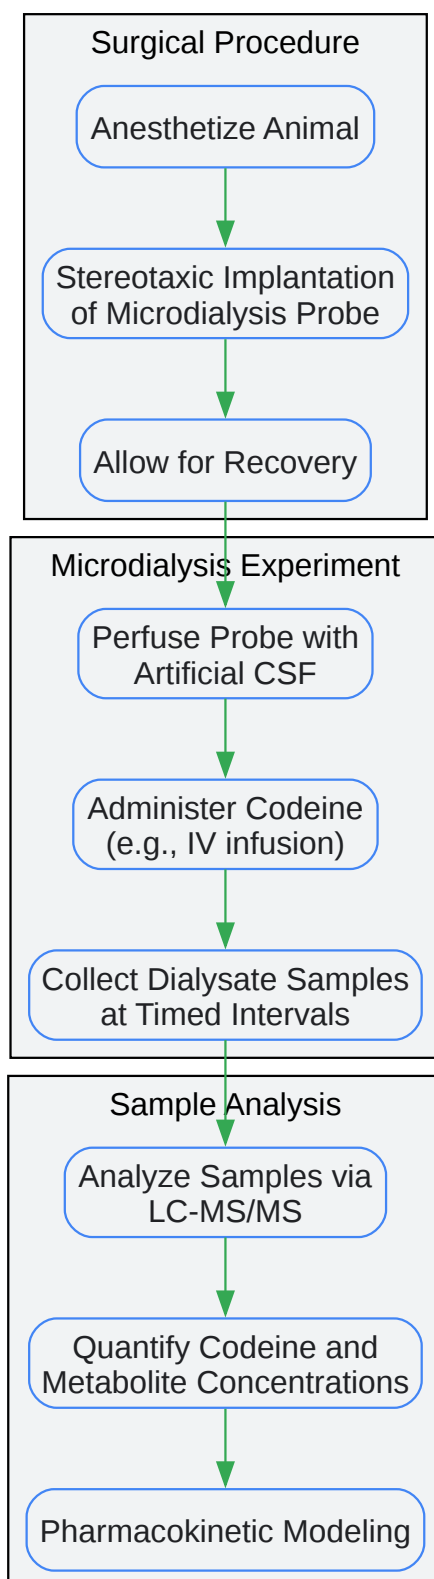 Surgical Procedure
Anesthetize Animal
Stereotaxic Implantation
of Microdialysis Probe
Allow for Recovery
Microdialysis Experiment
Perfuse Probe with
Artificial CSF
Administer Codeine
(e.g., IV infusion)
Collect Dialysate Samples
at Timed Intervals
Sample Analysis
Analyze Samples via
LC-MS/MS
Quantify Codeine and
Metabolite Concentrations
Pharmacokinetic Modeling